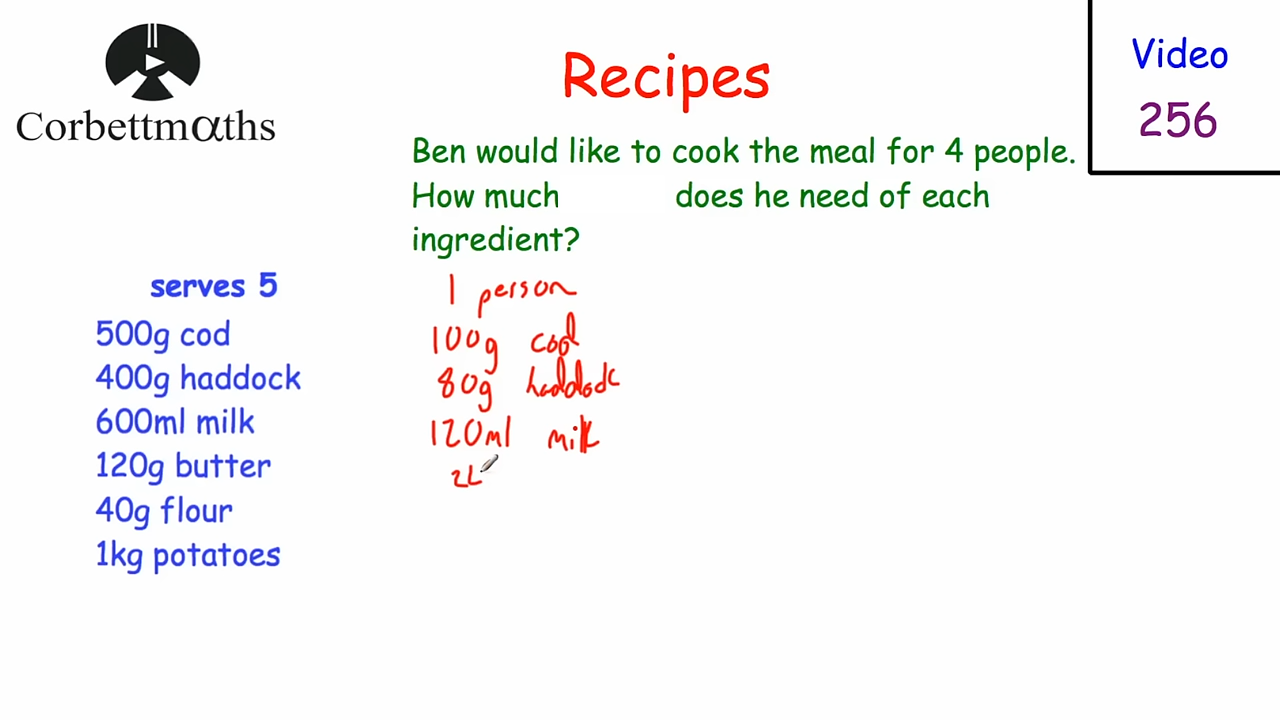 Corbettmαths
Recipes
Video
256
Ben would like to cook the meal for 4 people.
How much does he need of each
ingredient?
serves 5
500g cod
400g haddock
600ml milk
120g butter
40g flour
1kg potatoes
1 person
100g cod
80g haddock
120ml milk